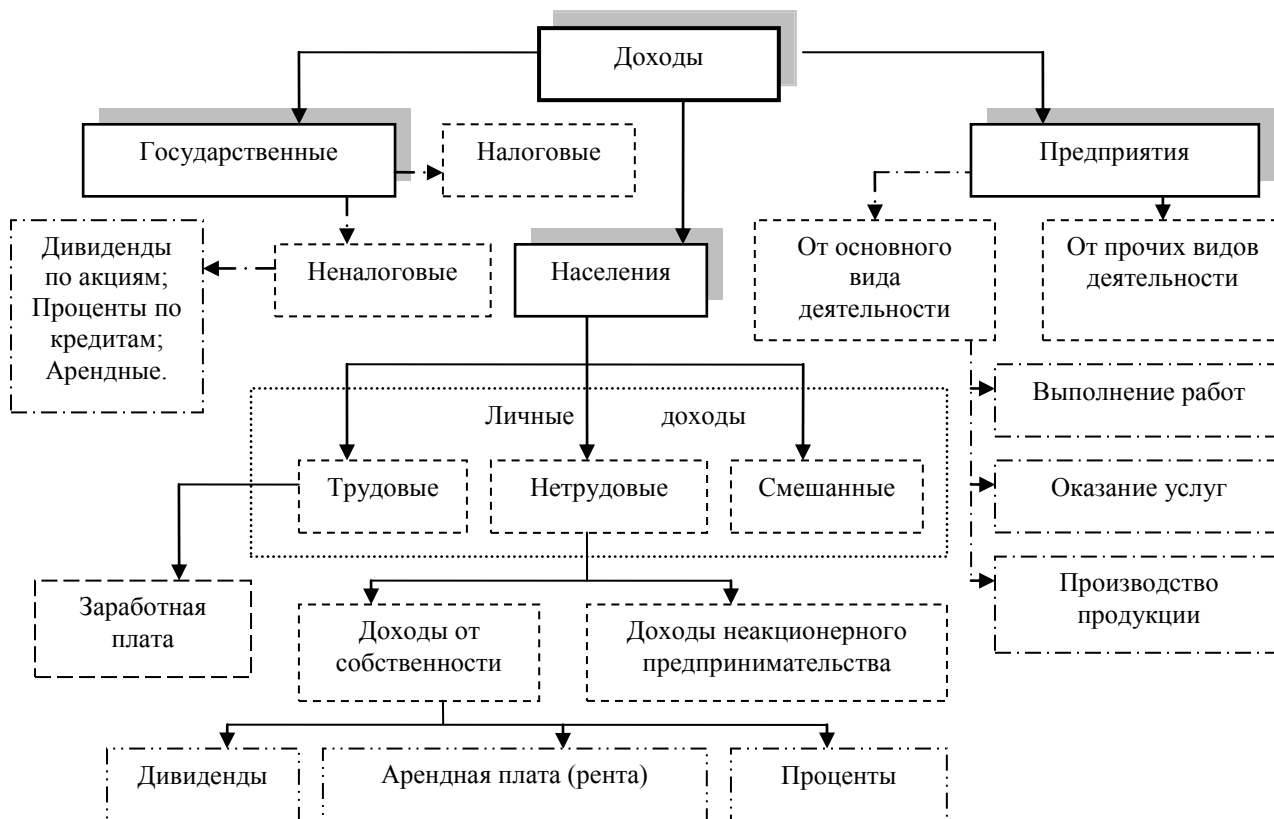 Доходы
Государственные
Налоговые
Предприятия
Дивиденды
по акциям;
Проценты по
кредитам;
Арендные.
Неналоговые
Населения
От основного
вида
деятельности
От прочих видов
деятельности
Выполнение работ
Личные доходы
Трудовые
Нетрудовые
Смешанные
Оказание услуг
Заработная
плата
Доходы от
собственности
Доходы неакционерного
предпринимательства
Производство
продукции
Дивиденды
Арендная плата (рента)
Проценты